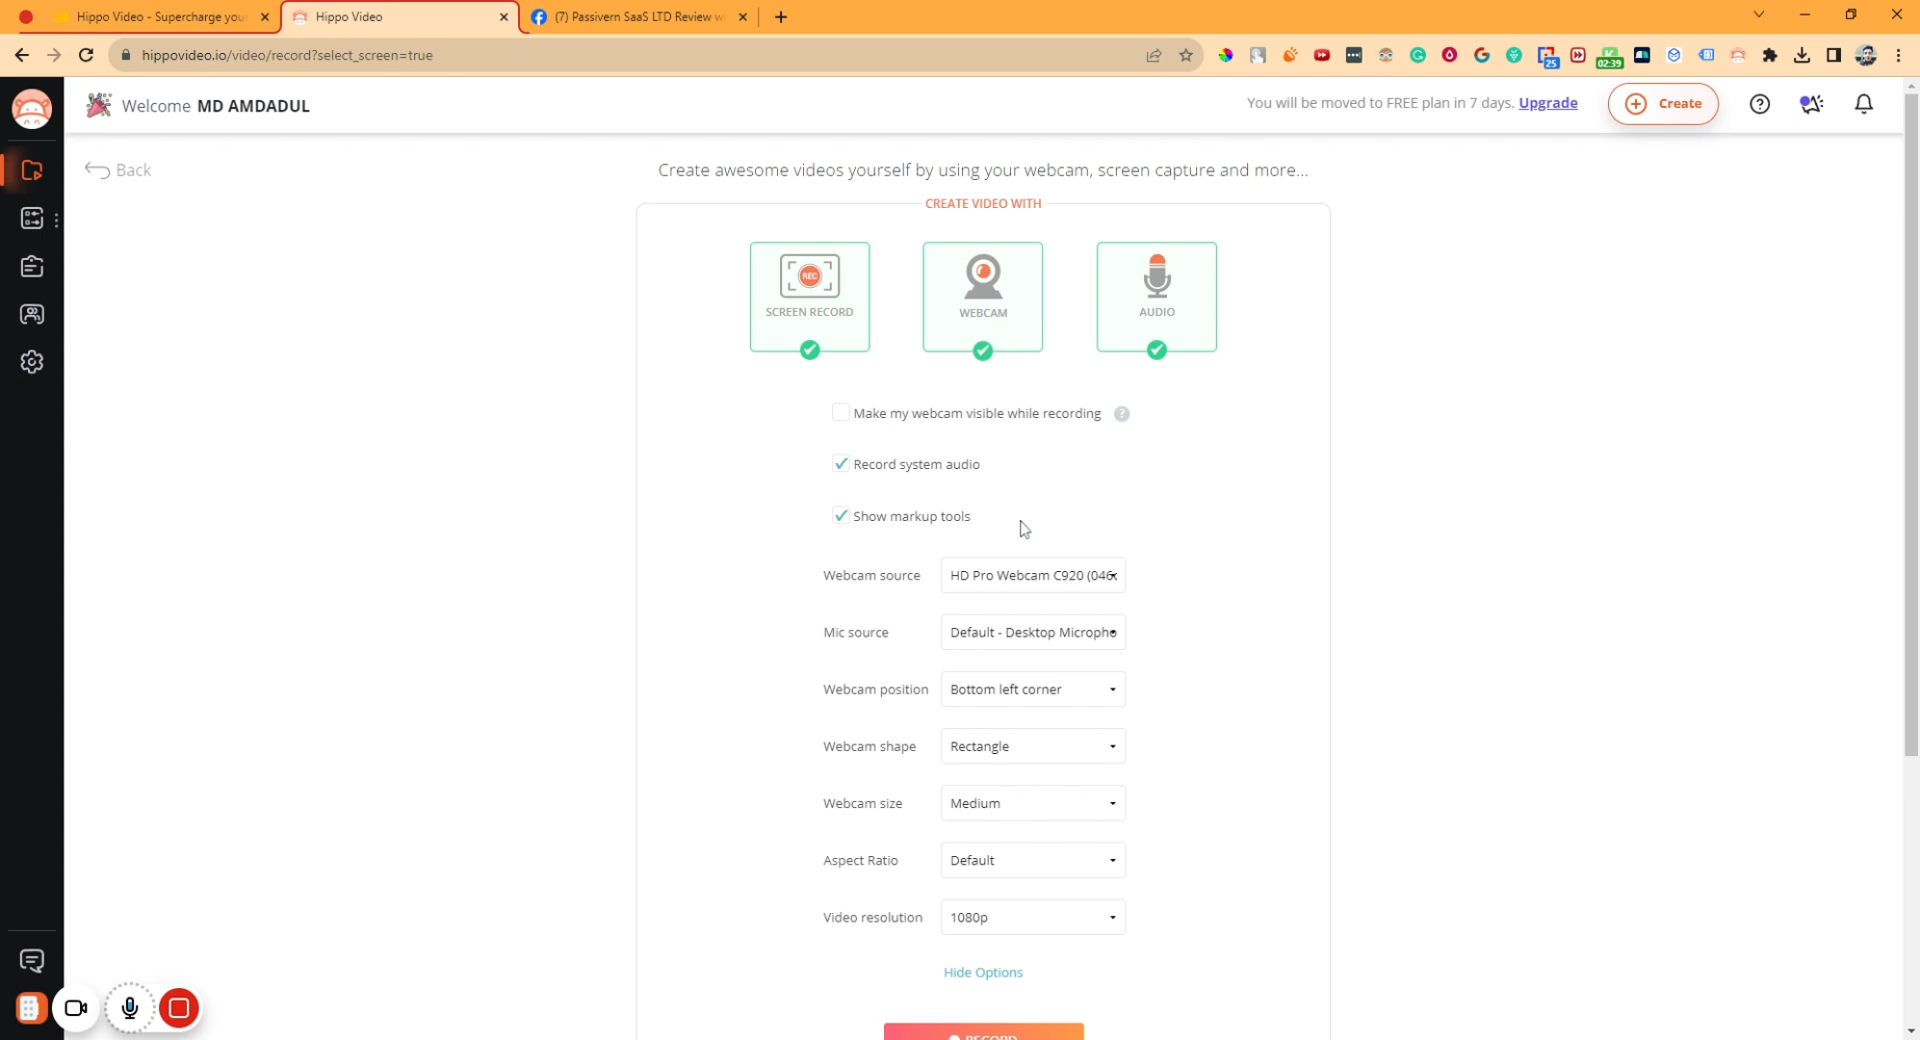 Hippo Video - Supercharge you
Hippo Video
(7) Passivern SaaS LTD Review w
hippovideo.io/video/record?select_screen=true
25
02:39
Welcome MD AMDADUL
You will be moved to FREE plan in 7 days. Upgrade
Create
Back
Create awesome videos yourself by using your webcam, screen capture and more...
CREATE VIDEO WITH
REC
SCREEN RECORD
WEBCAM
AUDIO
Make my webcam visible while recording ?
Record system audio
Show markup tools
Webcam source HD Pro Webcam C920 (046
Mic source Default - Desktop Micropho
Webcam position Bottom left corner
Webcam shape Rectangle
Webcam size Medium
Aspect Ratio Default
Video resolution 1080p
Hide Options
RECORD